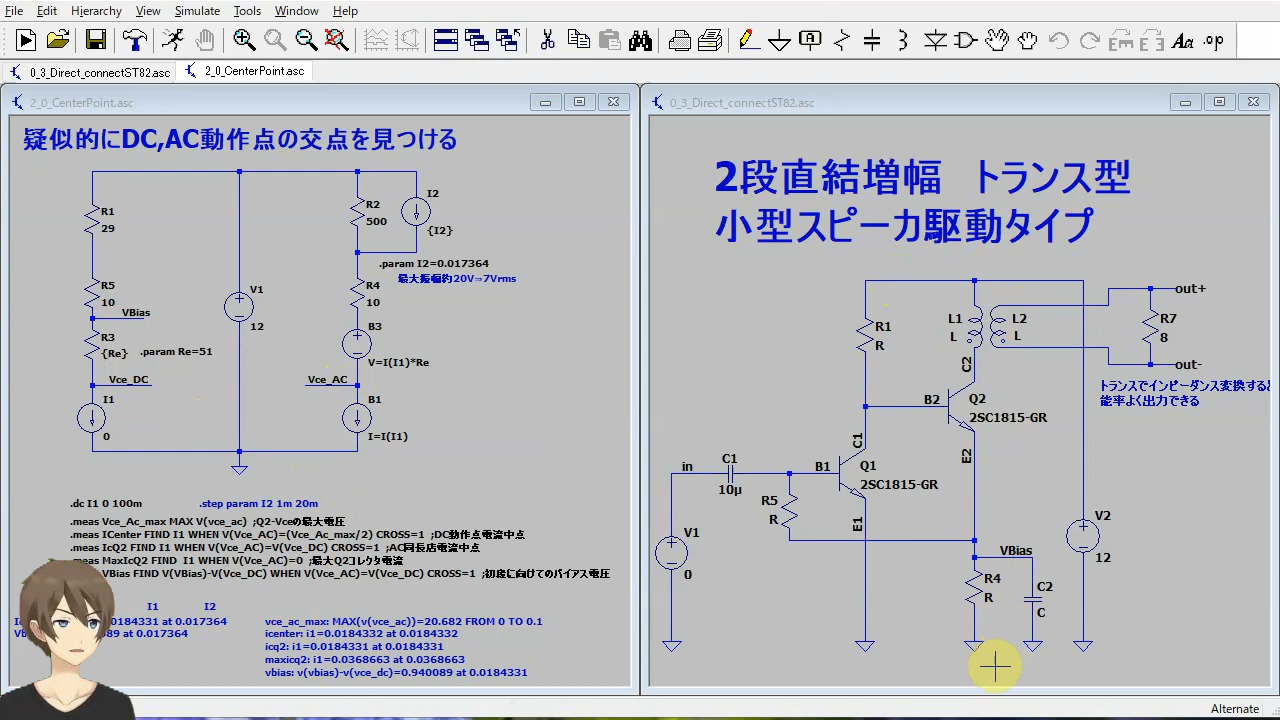 File Edit Hierarchy View Simulate Tools Window Help
Aa .op
0_3_Direct_connectST82.asc
2_0_CenterPoint.asc
2_0_CenterPoint.asc
疑似的にDC,AC動作点の交点を見つける
R1
29
R5
10
VBias
R3
{Re}
.param Re=51
Vce_DC
I1
0
V1
12
R2
500
I2
{I2}
.param I2=0.017364
最大振幅約20V⇒7Vrms
R4
10
B3
V=I(I1)*Re
Vce_AC
B1
I=I(I1)
.dc I1 0 100m
.step param I2 1m 20m
.meas Vce_Ac_max MAX V(vce_ac) ;Q2-Vceの最大電圧
.meas ICenter FIND I1 WHEN V(Vce_AC)=(Vce_Ac_max/2) CROSS=1 ;DC動作点電流中点
.meas IcQ2 FIND I1 WHEN V(Vce_AC)=V(Vce_DC) CROSS=1 ;AC同長店電流中点
.meas MaxIcQ2 FIND I1 WHEN V(Vce_AC)=0 ;最大Q2コレクタ電流
VBias FIND V(VBias)-V(Vce_DC) WHEN V(Vce_AC)=V(Vce_DC) CROSS=1 ;初段に向けてのバイアス電圧
I1 I2
0.0184331 at 0.017364
at 0.017364
vce_ac_max: MAX(v(vce_ac))=20.682 FROM 0 TO 0.1
icenter: i1=0.0184332 at 0.0184332
icq2: i1=0.0184331 at 0.0184331
maxicq2: i1=0.0368663 at 0.0368663
vbias: v(vbias)-v(vce_dc)=0.940089 at 0.0184331
0_3_Direct_connectST82.asc
2段直結増幅 トランス型
小型スピーカ駆動タイプ
R1
R
L1
L
L2
L
out+
R7
8
out-
トランスでインピーダンス変換すると
能率よく出力できる
C2
B2
Q2
2SC1815-GR
E2
C1
B1
Q1
2SC1815-GR
E1
in
C1
10µ
R5
R
V1
0
VBias
R4
R
C2
C
V2
12
Alternate